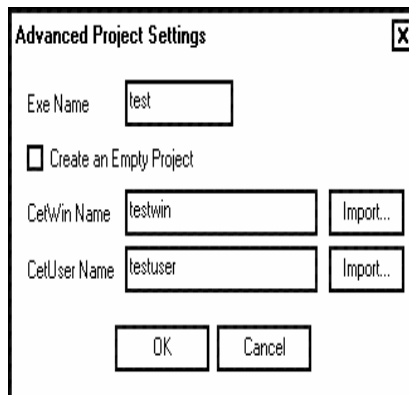 Advanced Project Settings
Exe Name test
Create an Empty Project
CetWin Name testwin Import...
CetUser Name testuser Import...
OK Cancel